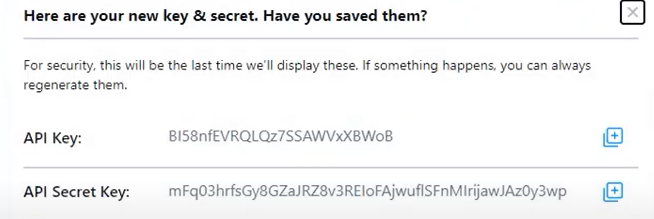 Here are your new key & secret. Have you saved them?
For security, this will be the last time we'll display these. If something happens, you can always
regenerate them.
API Key: BI58nfEVRQLQz7SSAWVxXBWoB
API Secret Key: mFq03hrfsGy8GZaJRZ8v3REIoFAjwuflSFnMIrijawJAz0y3wp